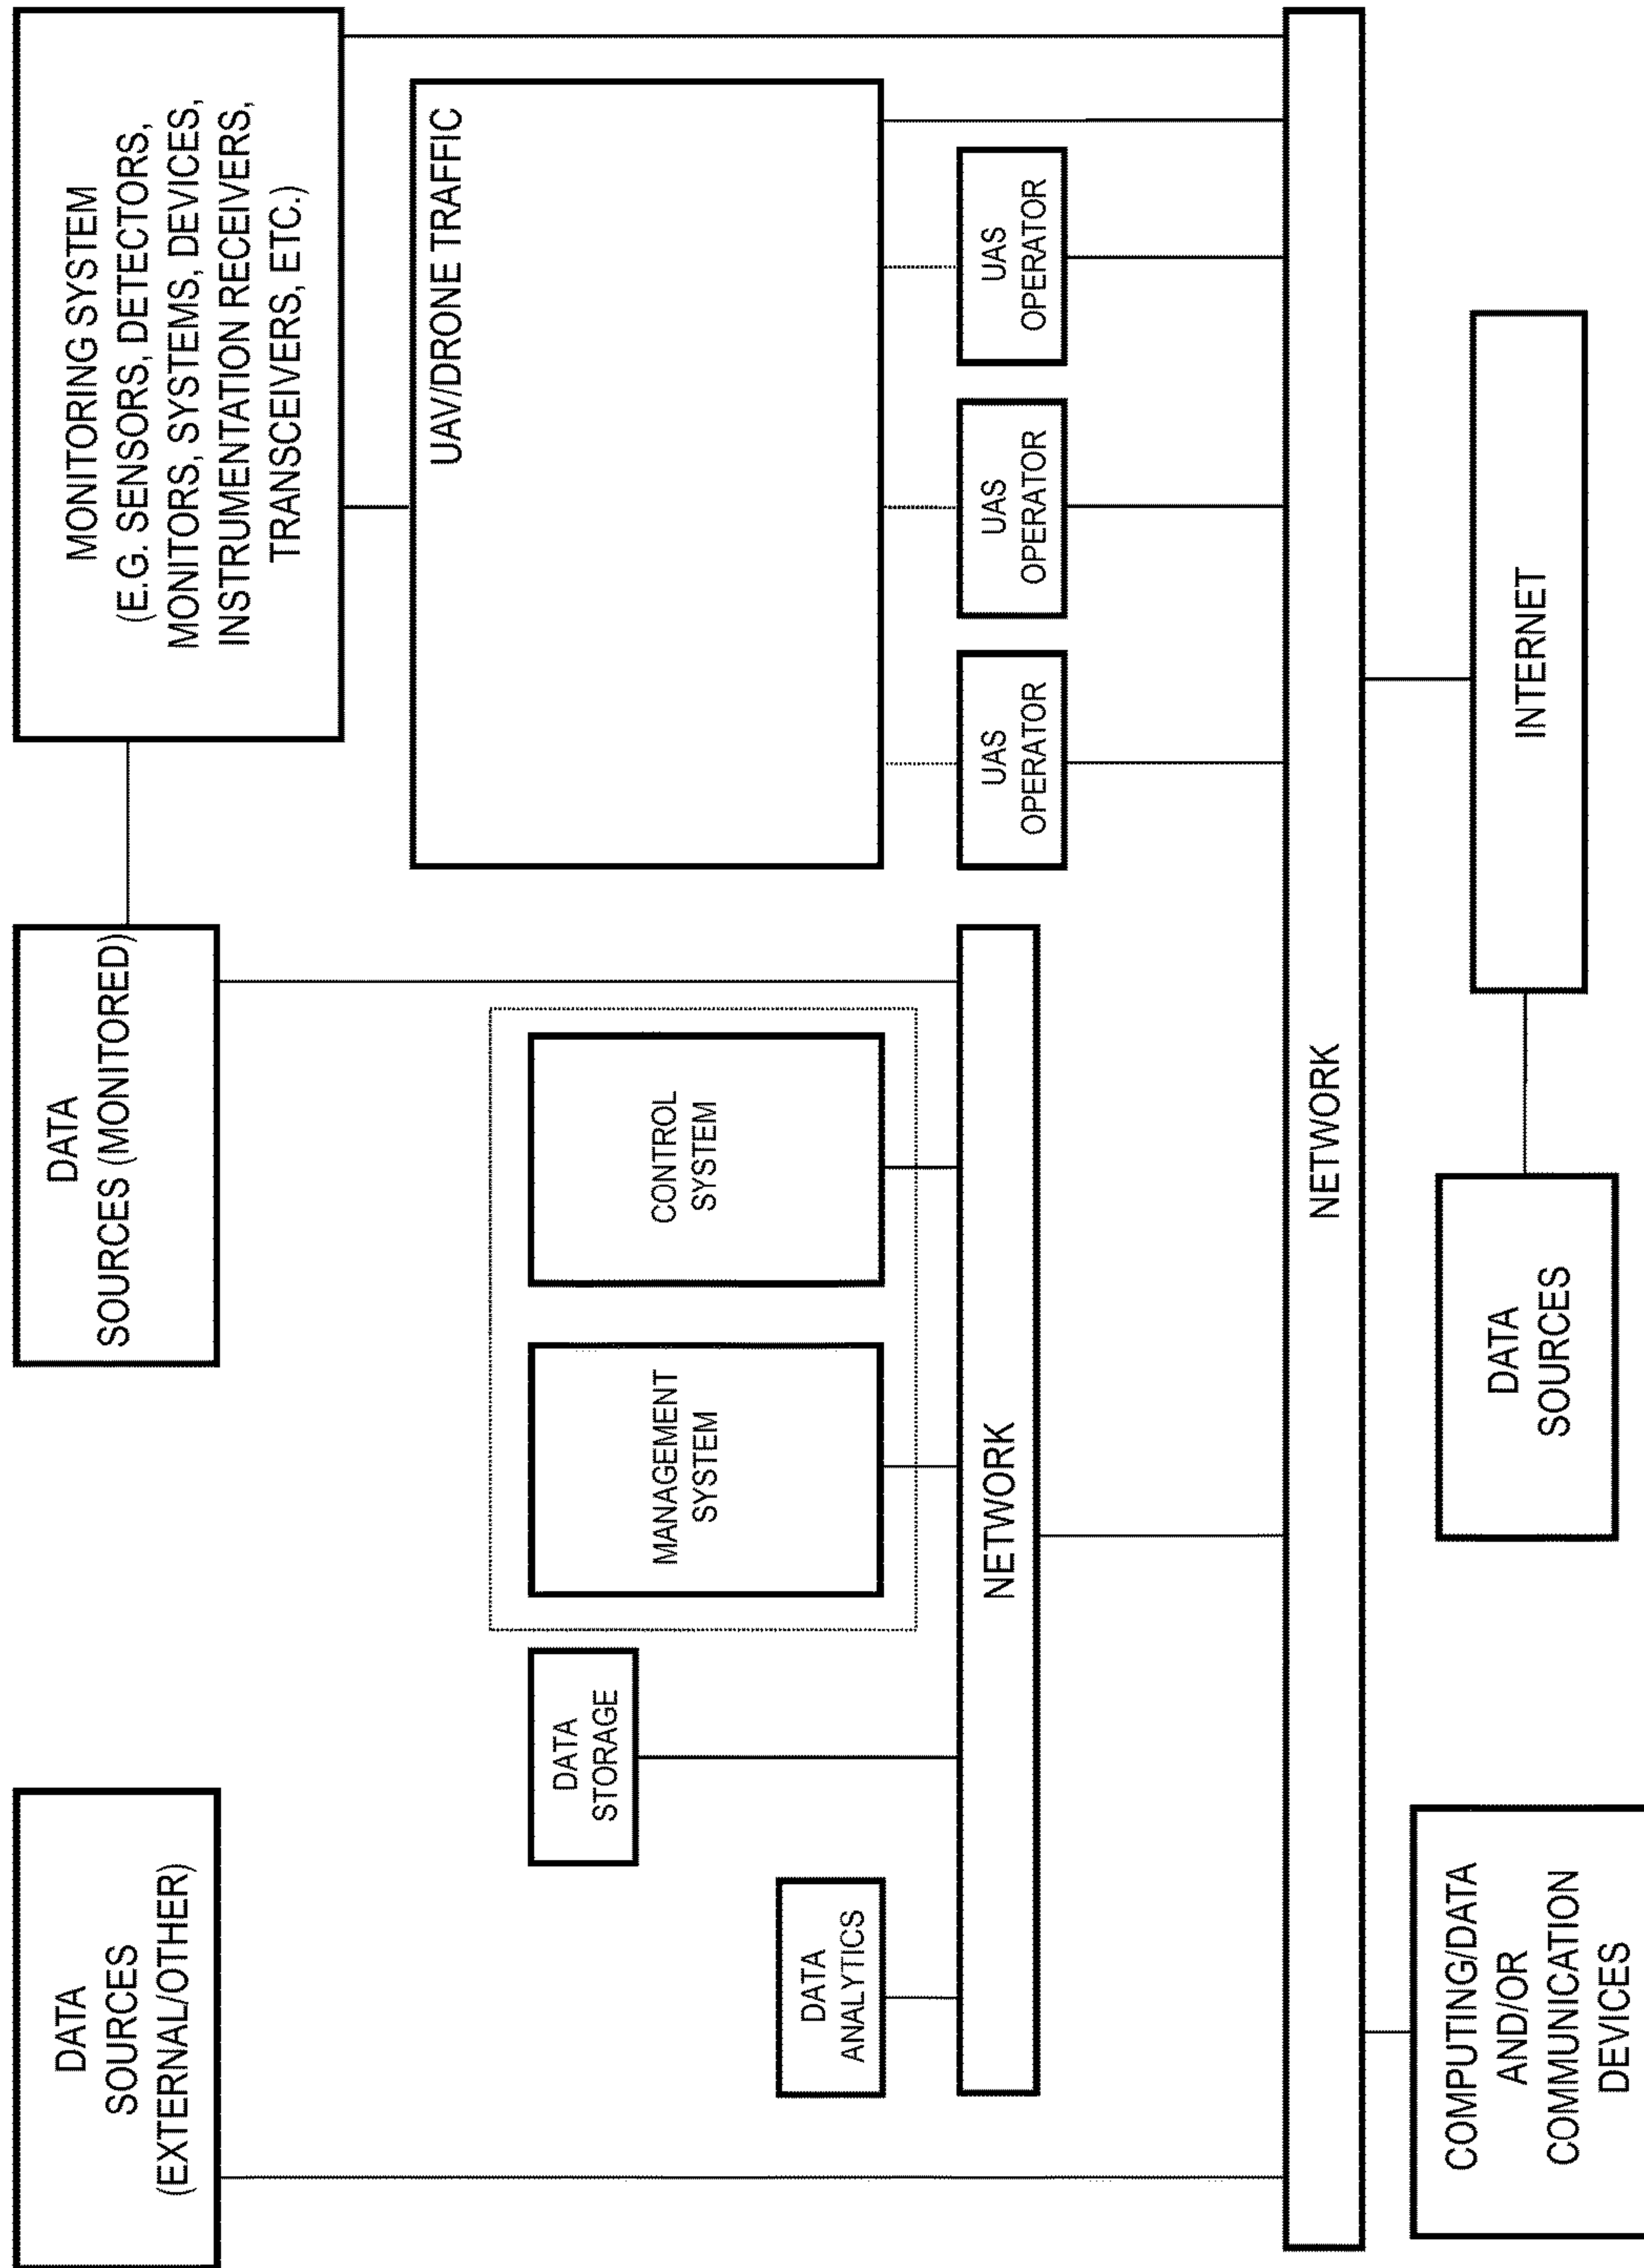 DATA
SOURCES
(EXTERNAL/OTHER)
DATA
SOURCES (MONITORED)
MONITORING SYSTEM
(E.G. SENSORS, DETECTORS,
MONITORS, SYSTEMS, DEVICES,
INSTRUMENTATION RECEIVERS,
TRANSCEIVERS, ETC.)
UAV/DRONE TRAFFIC
DATA
STORAGE
MANAGEMENT
SYSTEM
CONTROL
SYSTEM
DATA
ANALYTICS
NETWORK
UAS
OPERATOR
UAS
OPERATOR
UAS
OPERATOR
NETWORK
COMPUTING/DATA
AND/OR
COMMUNICATION
DEVICES
DATA
SOURCES
INTERNET